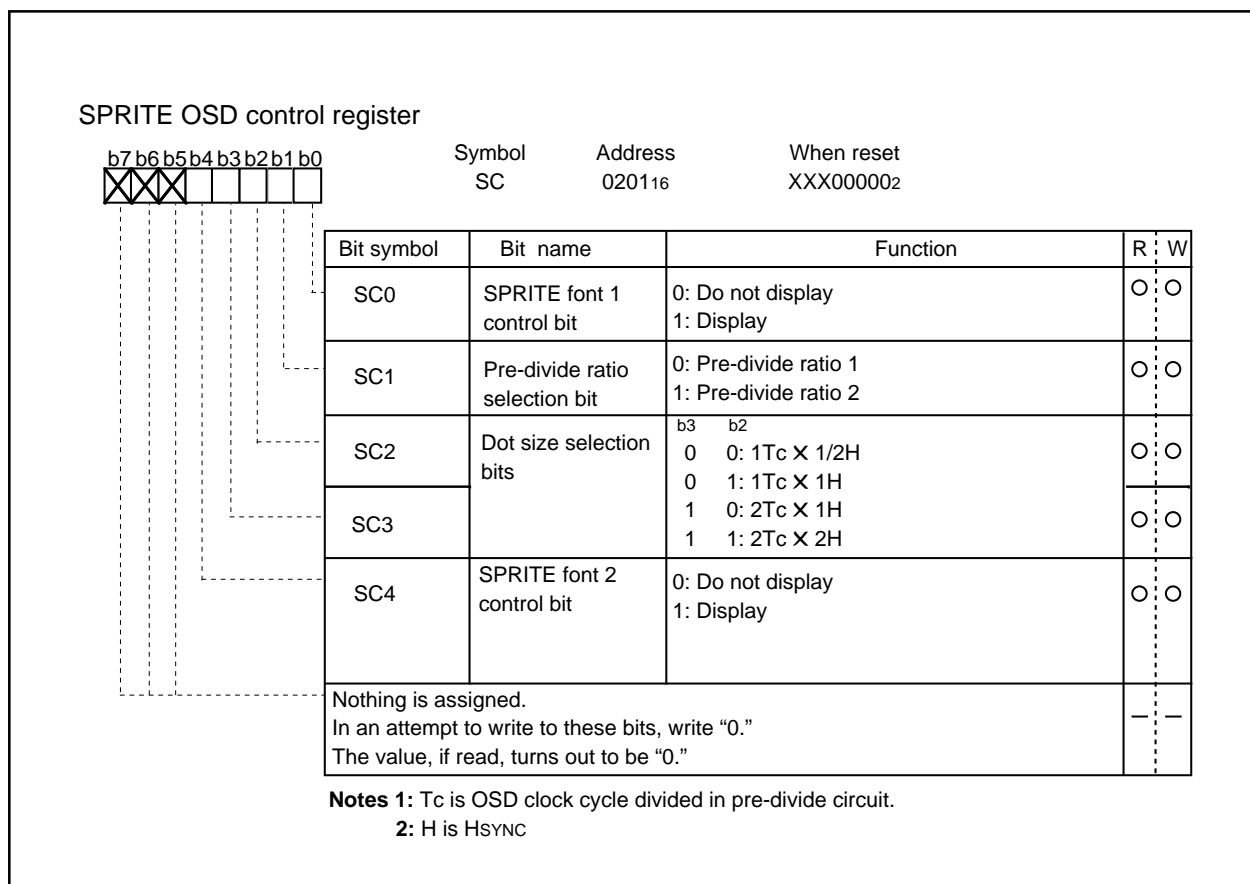 SPRITE OSD control register
b7 b6 b5 b4 b3 b2 b1 b0
Symbol Address When reset
SC 020116 XXX000002
Bit symbol Bit name Function R W
SC0 SPRITE font 1 control bit 0: Do not display
1: Display
SC1 Pre-divide ratio selection bit 0: Pre-divide ratio 1
1: Pre-divide ratio 2
SC2 Dot size selection bits b3 b2
0 0: 1Tc X 1/2H
0 1: 1Tc X 1H
SC3 1 0: 2Tc X 1H
1 1: 2Tc X 2H
SC4 SPRITE font 2 control bit 0: Do not display
1: Display
Nothing is assigned.
In an attempt to write to these bits, write “0.”
The value, if read, turns out to be “0.”
Notes 1: Tc is OSD clock cycle divided in pre-divide circuit.
2: H is HSYNC